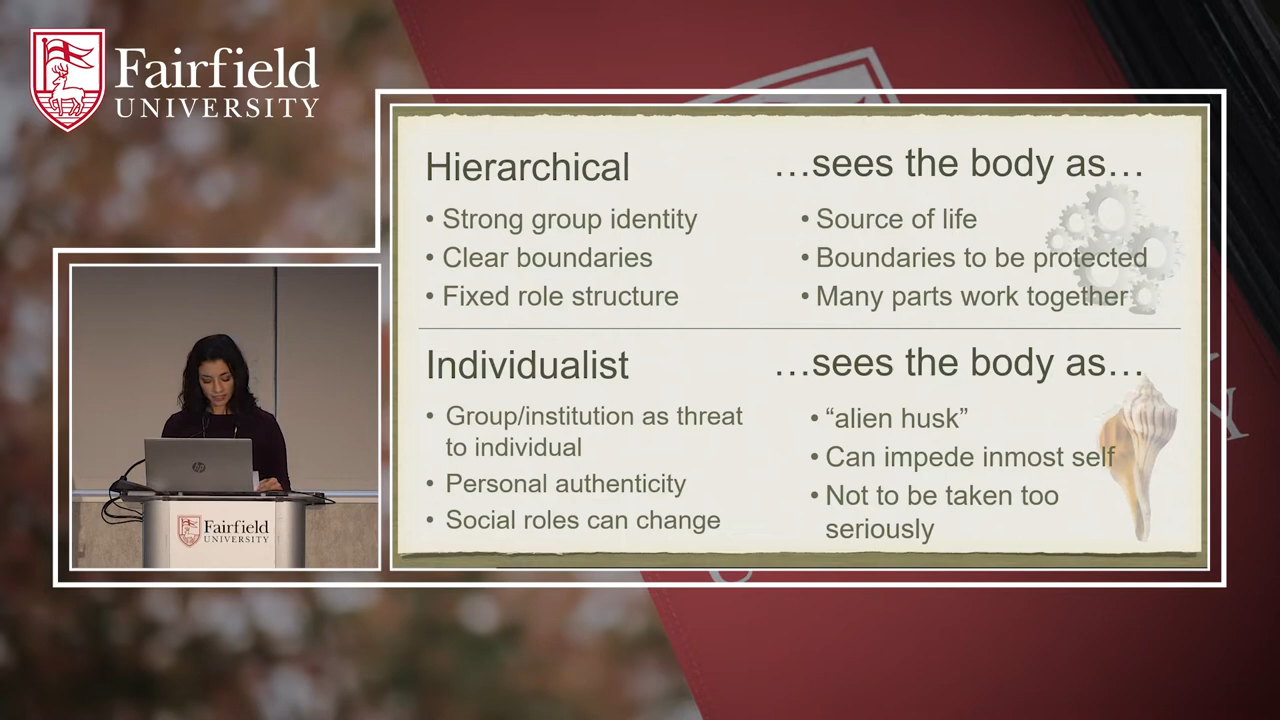 Fairfield
UNIVERSITY
Hierarchical
• Strong group identity
• Clear boundaries
• Fixed role structure
…sees the body as…
• Source of life
• Boundaries to be protected
• Many parts work together
Individualist
• Group/institution as threat
to individual
• Personal authenticity
• Social roles can change
…sees the body as…
• “alien husk”
• Can impede inmost self
• Not to be taken too
seriously
hp
Fairfield
UNIVERSITY